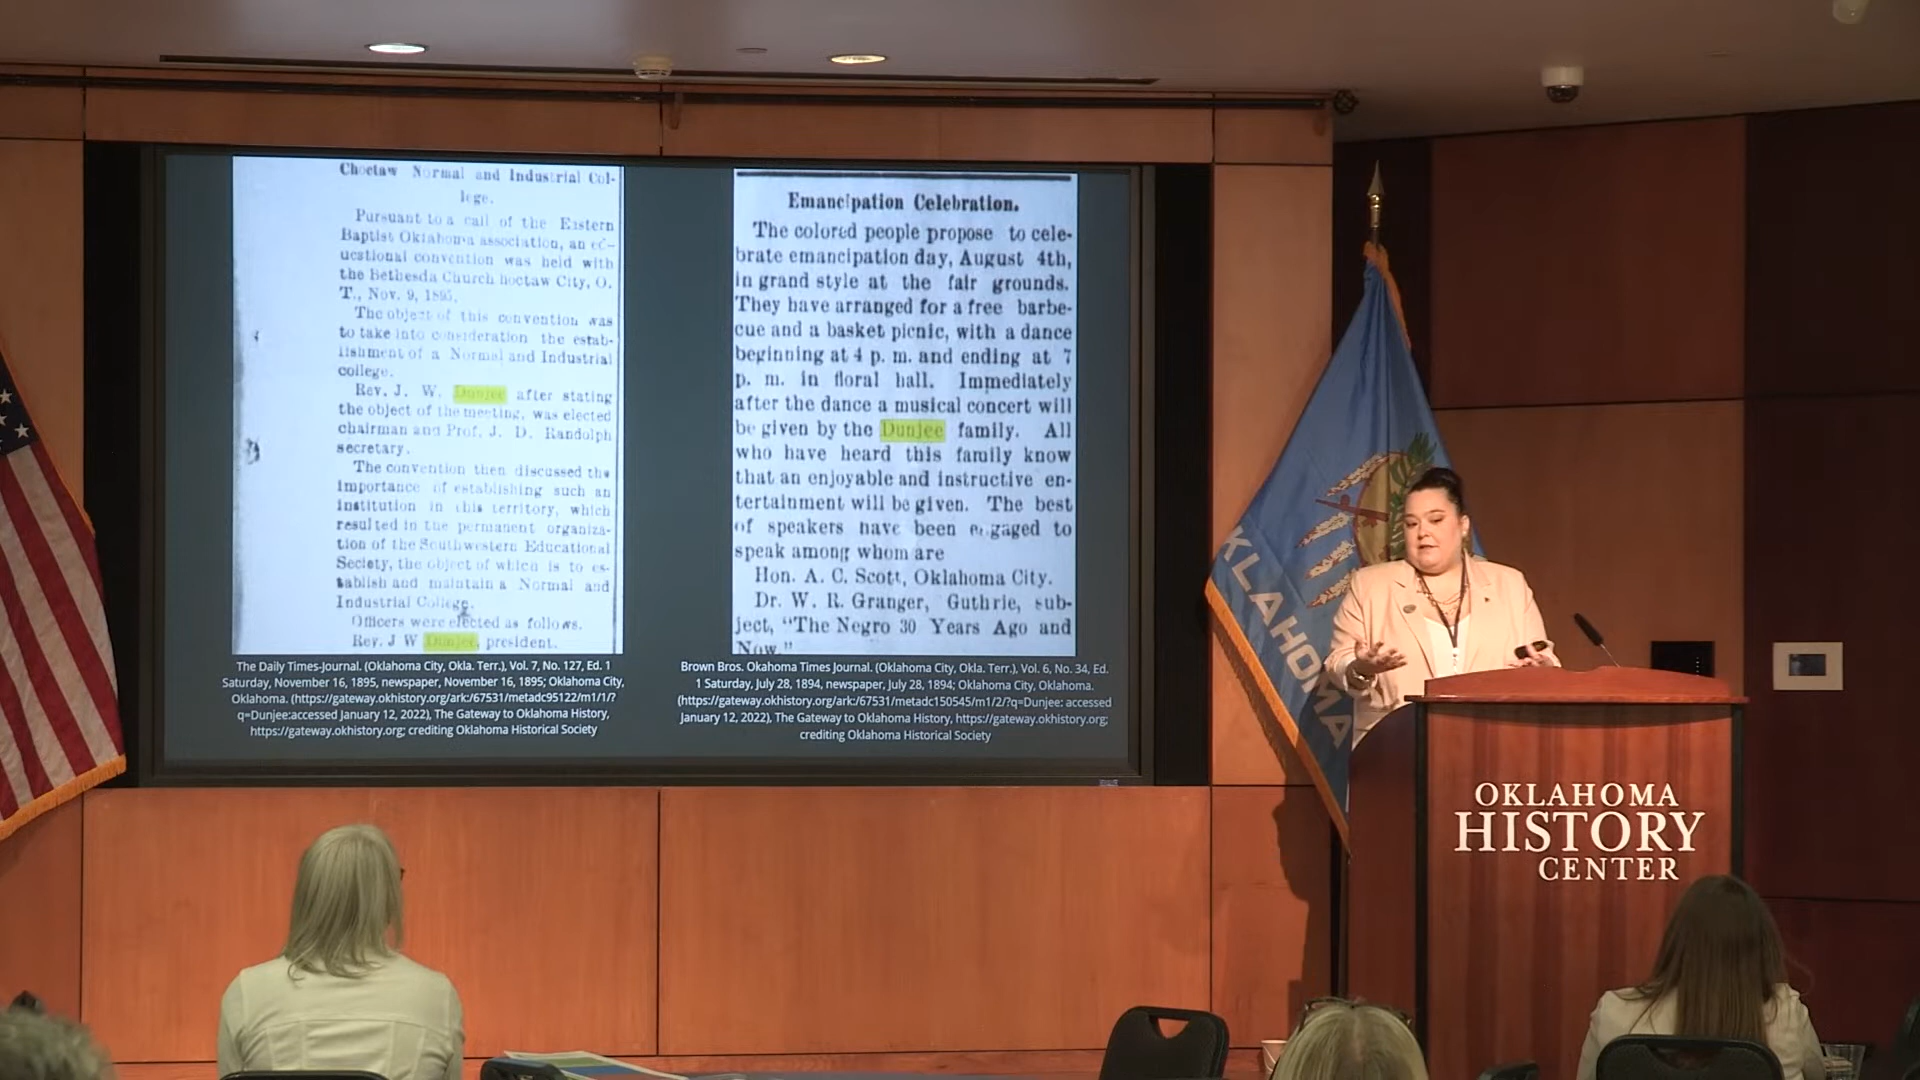 Choctaw Normal and Industrial Col-
lege.
Pursuant to a call of the Eastern
Baptist Oklahoma association, an ed-
ucational convention was held with
the Bethesda Church hoctaw City, O.
T., Nov. 9, 1895.
The object of this convention was
to take into consideration the estab-
lishment of a Normal and Industrial
college.
Rev. J. W. Dunjee after stating
the object of the meeting, was elected
chairman and Prof. J. D. Randolph
secretary.
The convention then discussed the
importance of establishing such an
institution in this territory, which
resulted in the permanent organiza-
tion of the Southwestern Educational
Society, the object of which is to es-
tablish and maintain a Normal and
Industrial College.
Officers were elected as follows.
Rev. J W Dunjee, president.
The Daily Times-Journal. (Oklahoma City, Okla. Terr.), Vol. 7, No. 127, Ed. 1
Saturday, November 16, 1895, newspaper, November 16, 1895; Oklahoma City,
Oklahoma. (https://gateway.okhistory.org/ark:/67531/metadc95122/m1/1/?
q=Dunjee:accessed January 12, 2022), The Gateway to Oklahoma History,
https://gateway.okhistory.org; crediting Oklahoma Historical Society
Emancipation Celebration.
The colored people propose to cele-
brate emancipation day, August 4th,
in grand style at the fair grounds.
They have arranged for a free barbe-
cue and a basket picnic, with a dance
beginning at 4 p. m. and ending at 7
p. m. in floral hall. Immediately
after the dance a musical concert will
be given by the Dunjee family. All
who have heard this family know
that an enjoyable and instructive en-
tertainment will be given. The best
of speakers have been engaged to
speak among whom are
Hon. A. C. Scott, Oklahoma City.
Dr. W. R. Granger, Guthrie, sub-
ject, "The Negro 30 Years Ago and
Now."
Brown Bros. Okahoma Times Journal. (Oklahoma City, Okla. Terr.), Vol. 6, No. 34, Ed.
1 Saturday, July 28, 1894, newspaper, July 28, 1894; Oklahoma City, Oklahoma.
(https://gateway.okhistory.org/ark:/67531/metadc150545/m1/2/?q=Dunjee: accessed
January 12, 2022), The Gateway to Oklahoma History, https://gateway.okhistory.org;
crediting Oklahoma Historical Society
OKLAHOMA
OKLAHOMA
HISTORY
CENTER